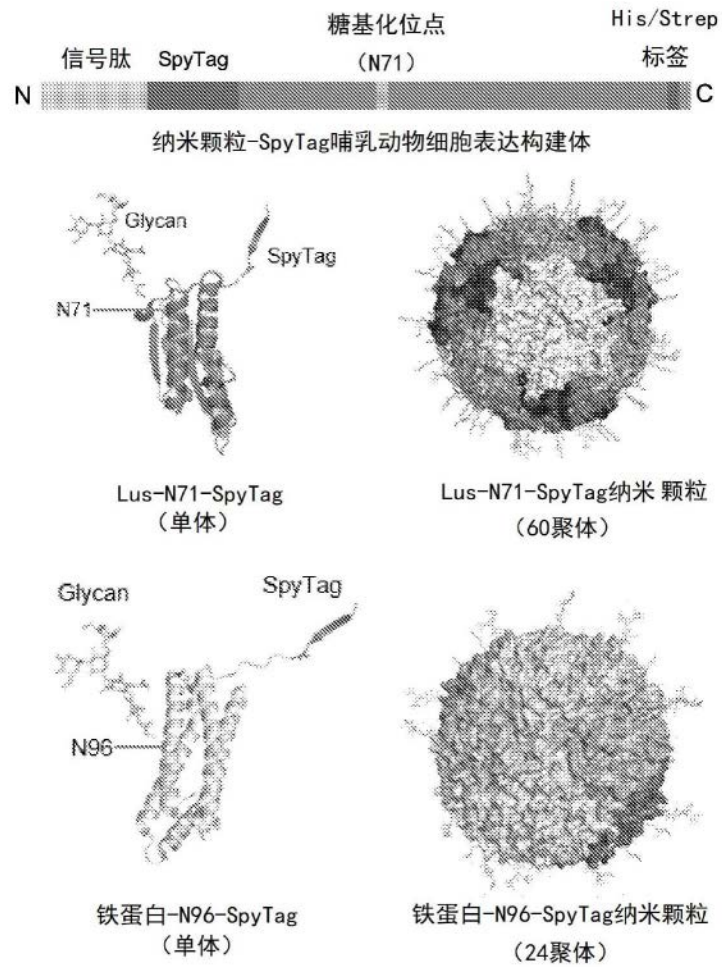 糖基化位点
His/Strep
信号肽 SpyTag (N71) 标签
N C
纳米颗粒-SpyTag哺乳动物细胞表达构建体
Glycan
SpyTag
N71
Lus-N71-SpyTag
(单体)
Lus-N71-SpyTag纳米 颗粒
(60聚体)
Glycan
SpyTag
N96
铁蛋白-N96-SpyTag
(单体)
铁蛋白-N96-SpyTag纳米颗粒
(24聚体)